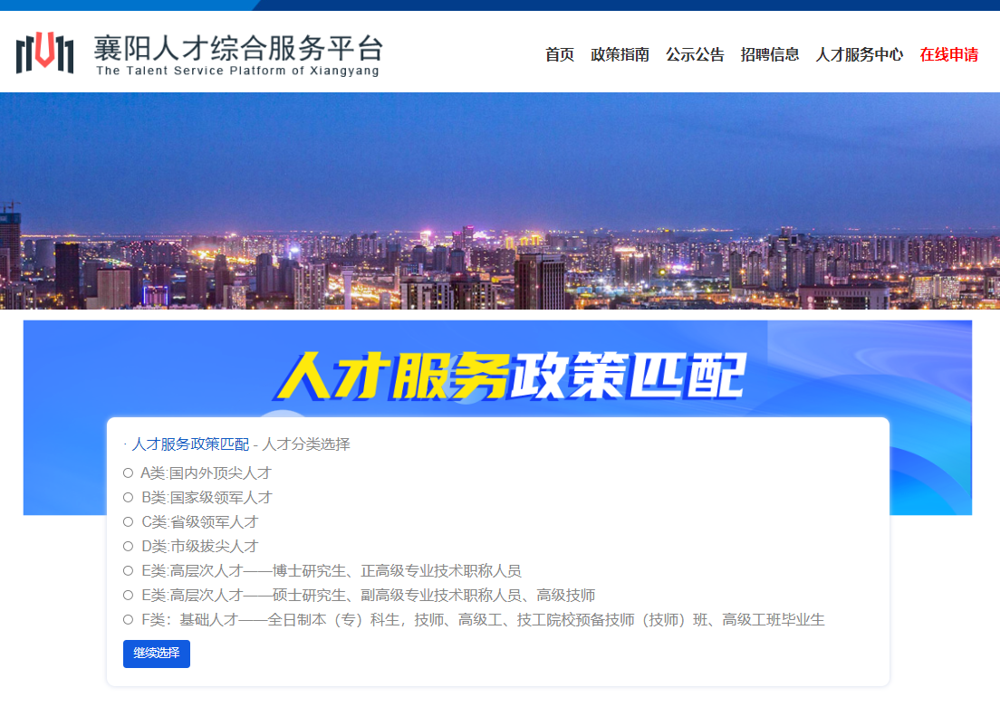 襄阳人才综合服务平台
The Talent Service Platform of Xiangyang
首页 政策指南 公示公告 招聘信息 人才服务中心 在线申请
人才服务政策匹配
· 人才服务政策匹配 - 人才分类选择
A类:国内外顶尖人才
B类:国家级领军人才
C类:省级领军人才
D类:市级拔尖人才
E类:高层次人才——博士研究生、正高级专业技术职称人员
E类:高层次人才——硕士研究生、副高级专业技术职称人员、高级技师
F类：基础人才——全日制本（专）科生，技师、高级工、技工院校预备技师（技师）班、高级工班毕业生
继续选择